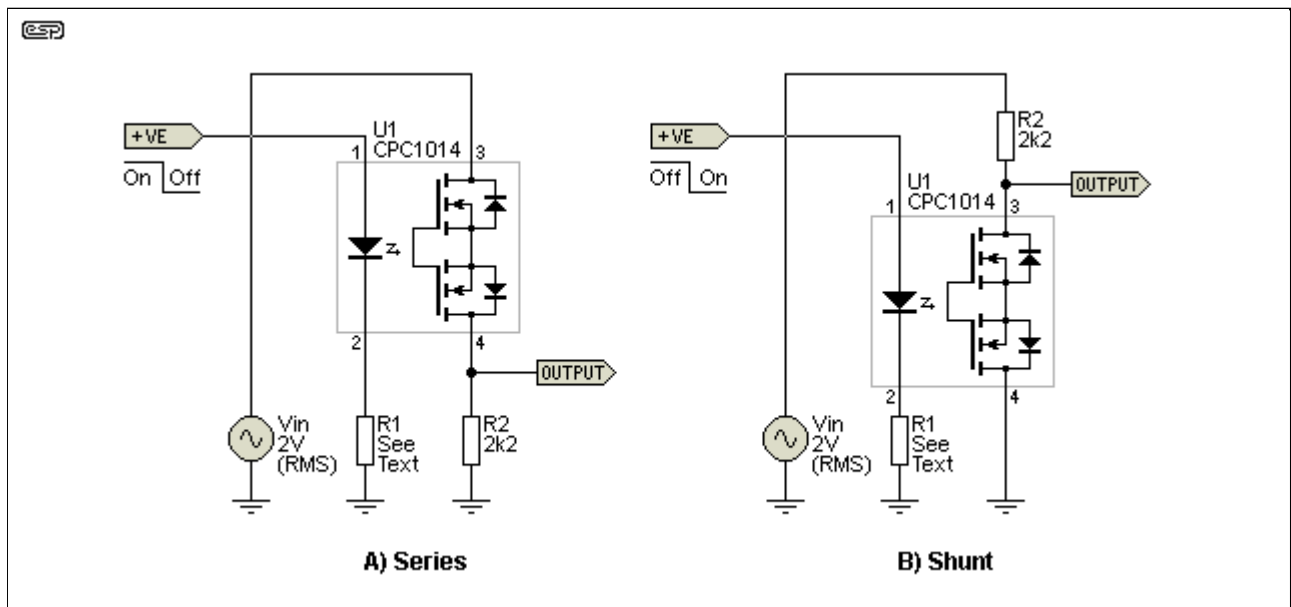 esp
+VE
On Off
U1
CPC1014
1
3
2
4
OUTPUT
Vin
2V
(RMS)
R1
See
Text
R2
2k2
A) Series
+VE
Off On
R2
2k2
OUTPUT
U1
CPC1014
1
3
2
4
Vin
2V
(RMS)
R1
See
Text
B) Shunt